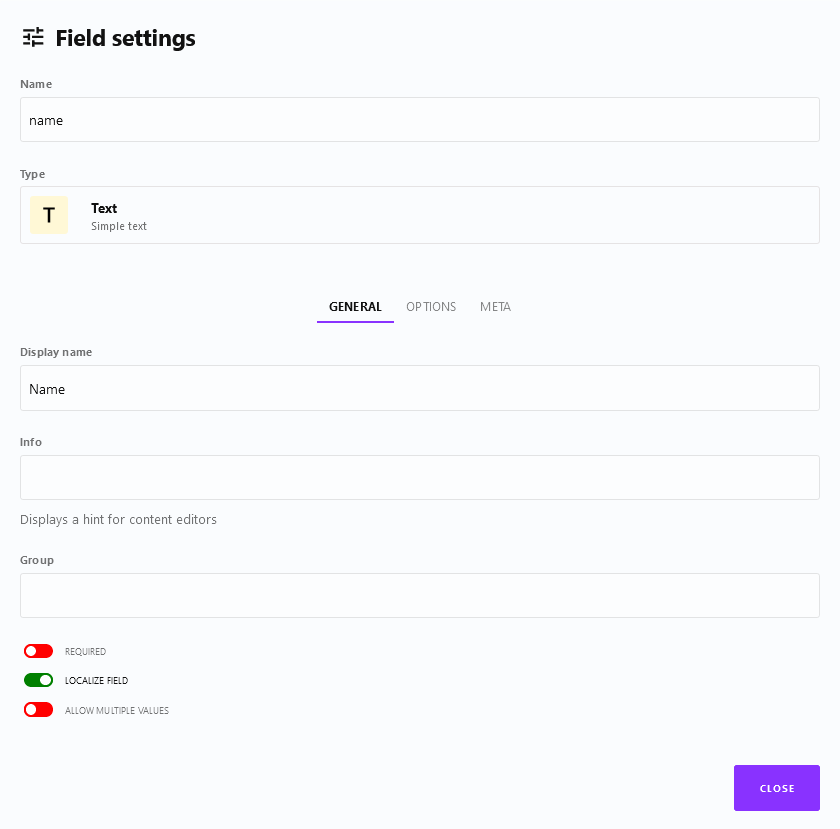 Field settings
Name
name
Type
T
Text
Simple text
GENERAL OPTIONS META
Display name
Name
Info
Displays a hint for content editors
Group
REQUIRED
LOCALIZE FIELD
ALLOW MULTIPLE VALUES
CLOSE